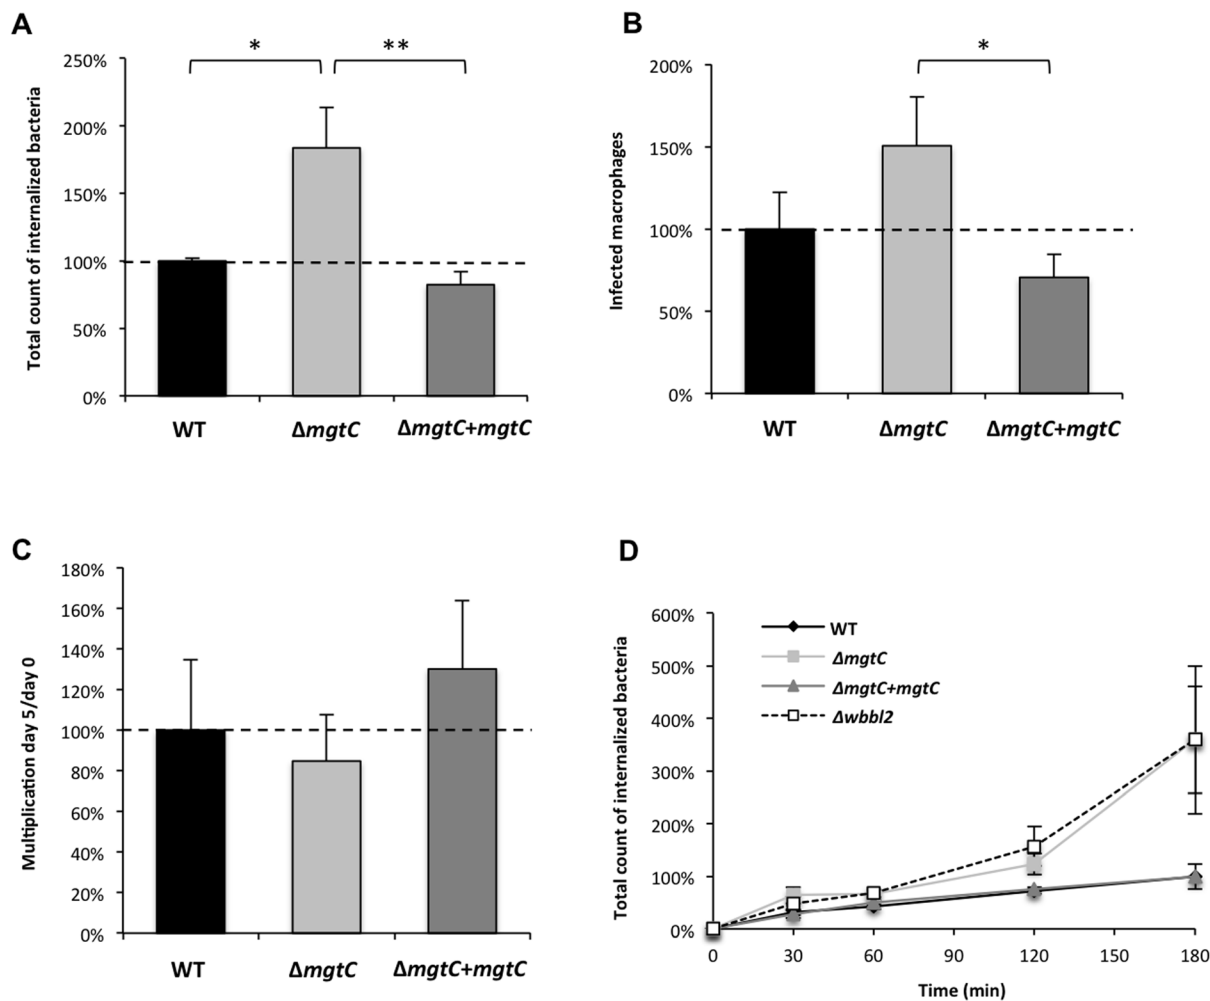 A
* **
250%
200%
150%
100%
50%
0%
Total count of internalized bacteria
WT ΔmgtC ΔmgtC+mgtC
B
*
200%
150%
100%
50%
0%
Infected macrophages
WT ΔmgtC ΔmgtC+mgtC
C
180%
160%
140%
120%
100%
80%
60%
40%
20%
0%
Multiplication day 5/day 0
WT ΔmgtC ΔmgtC+mgtC
D
600%
500%
400%
300%
200%
100%
0%
Total count of internalized bacteria
WT
ΔmgtC
ΔmgtC+mgtC
Δwbbl2
0 30 60 90 120 150 180
Time (min)